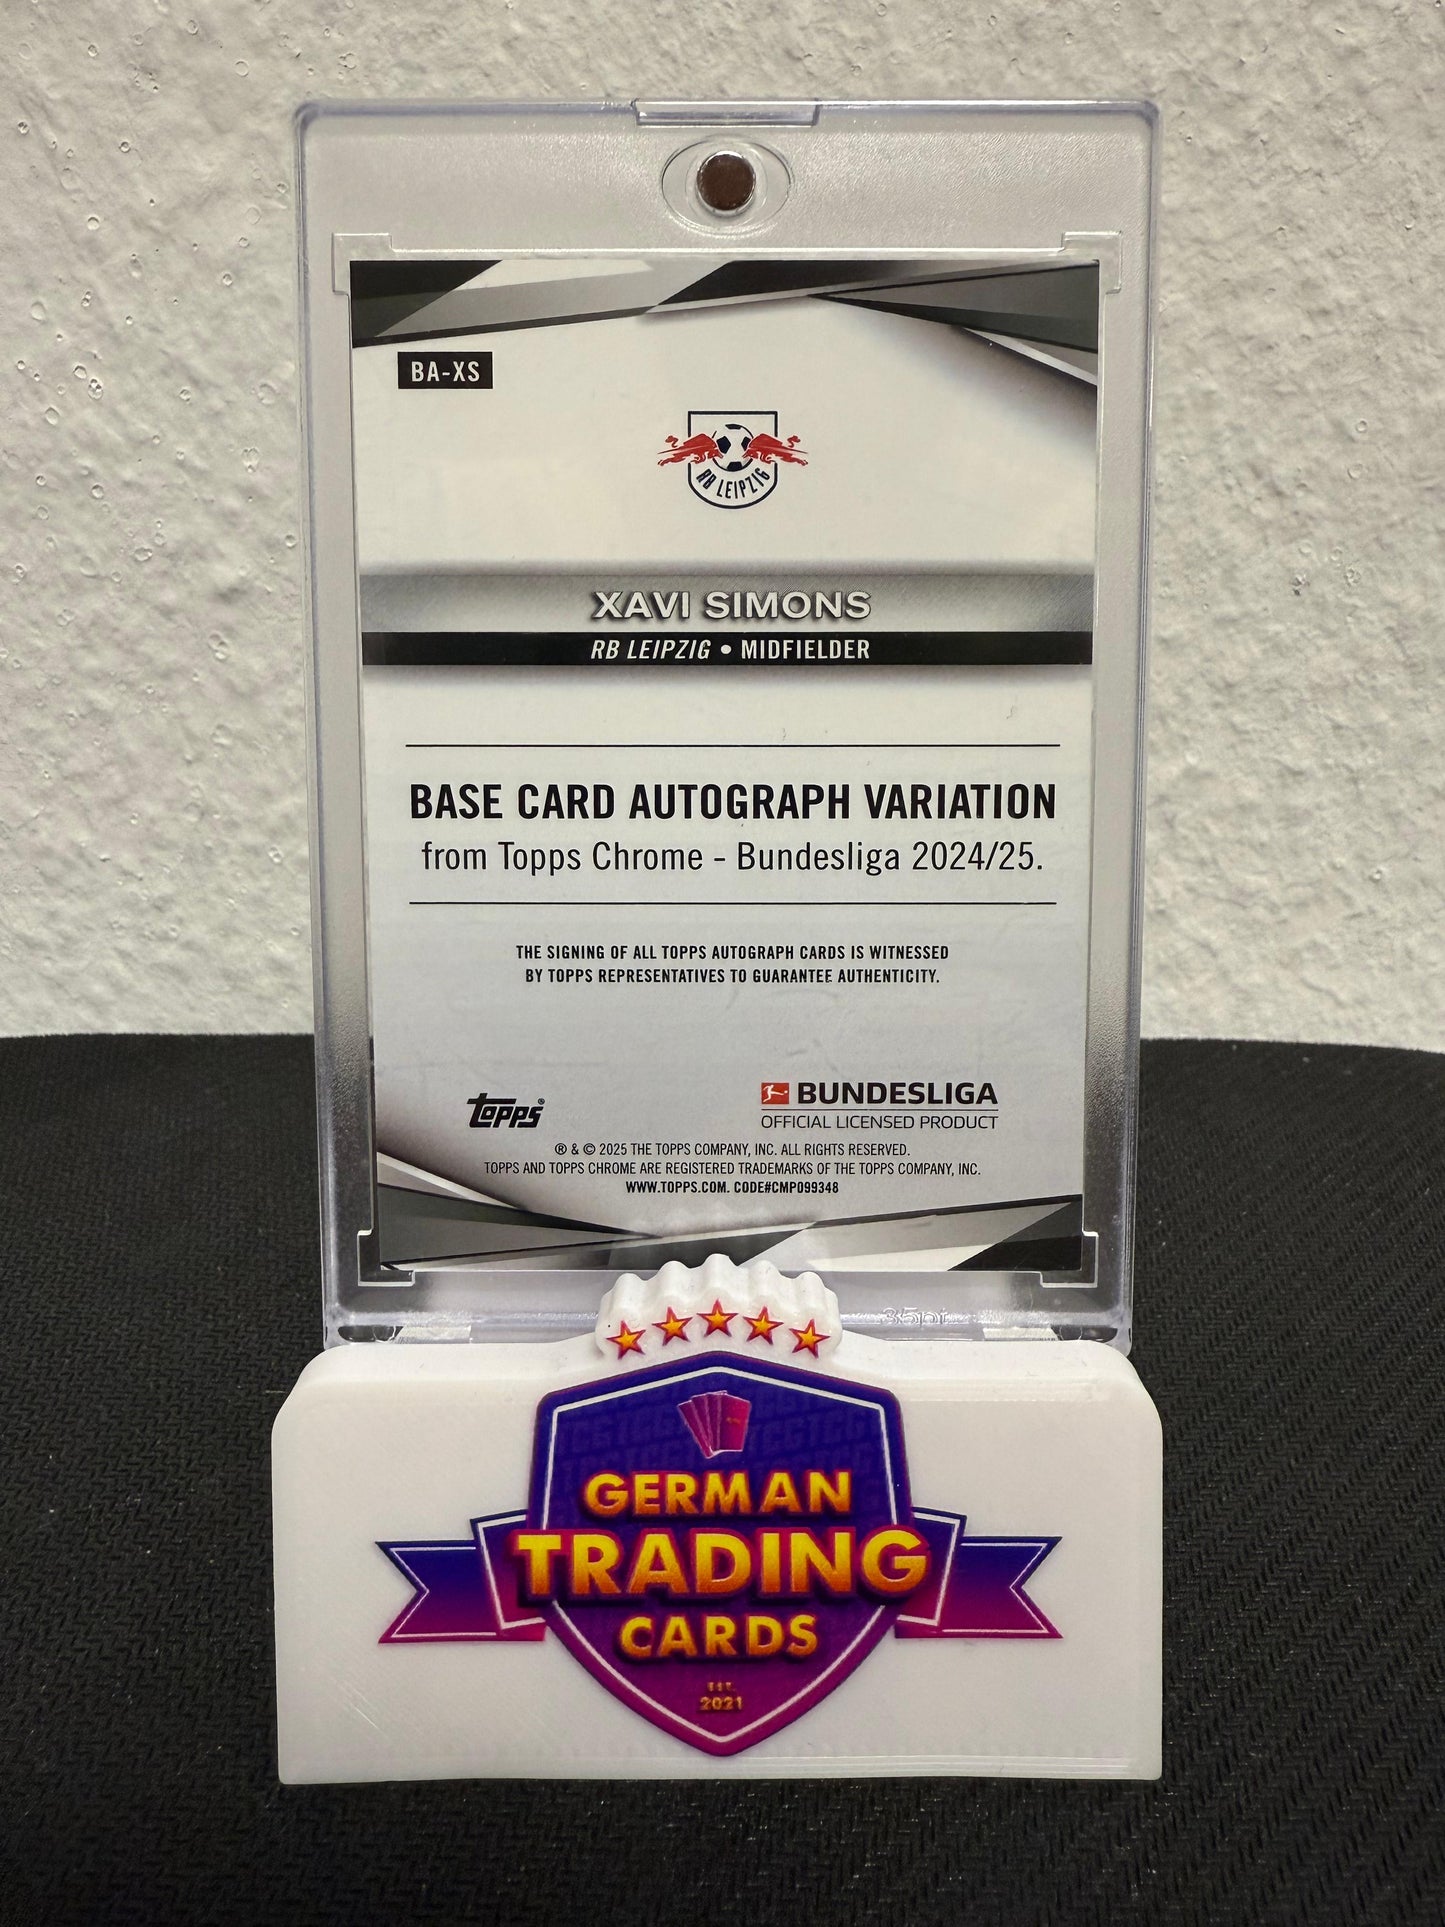 BA-XS
RB LEIPZIG
XAVI SIMONS
RB LEIPZIG • MIDFIELDER
BASE CARD AUTOGRAPH VARIATION
from Topps Chrome - Bundesliga 2024/25.
THE SIGNING OF ALL TOPPS AUTOGRAPH CARDS IS WITNESSED
BY TOPPS REPRESENTATIVES TO GUARANTEE AUTHENTICITY.
topps®
BUNDESLIGA
OFFICIAL LICENSED PRODUCT
® & © 2025 THE TOPPS COMPANY, INC. ALL RIGHTS RESERVED.
TOPPS AND TOPPS CHROME ARE REGISTERED TRADEMARKS OF THE TOPPS COMPANY, INC.
WWW.TOPPS.COM. CODE#CMP099348
35pt
GERMAN
TRADING
CARDS
EST.
2021